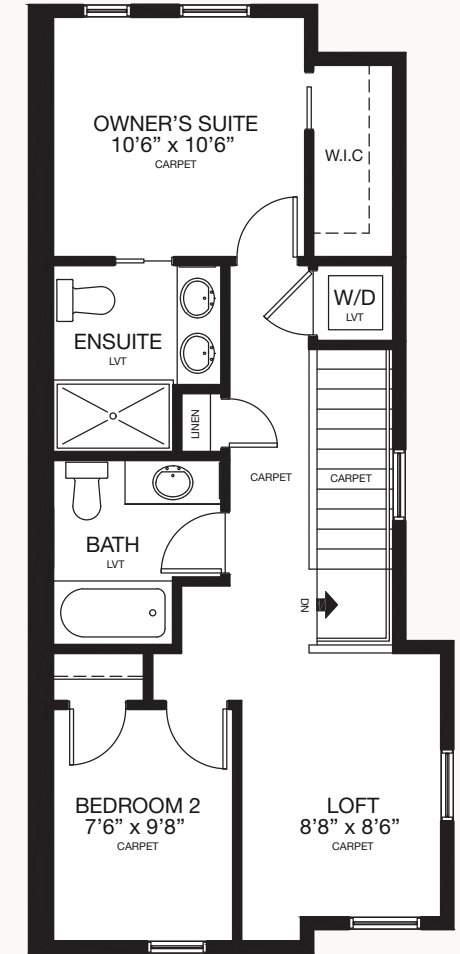 OWNER’S SUITE
10’6” x 10’6”
CARPET
W.I.C
W/D
LVT
ENSUITE
LVT
LINEN
CARPET
CARPET
BATH
LVT
DN
BEDROOM 2
7’6” x 9’8”
CARPET
LOFT
8’8” x 8’6”
CARPET